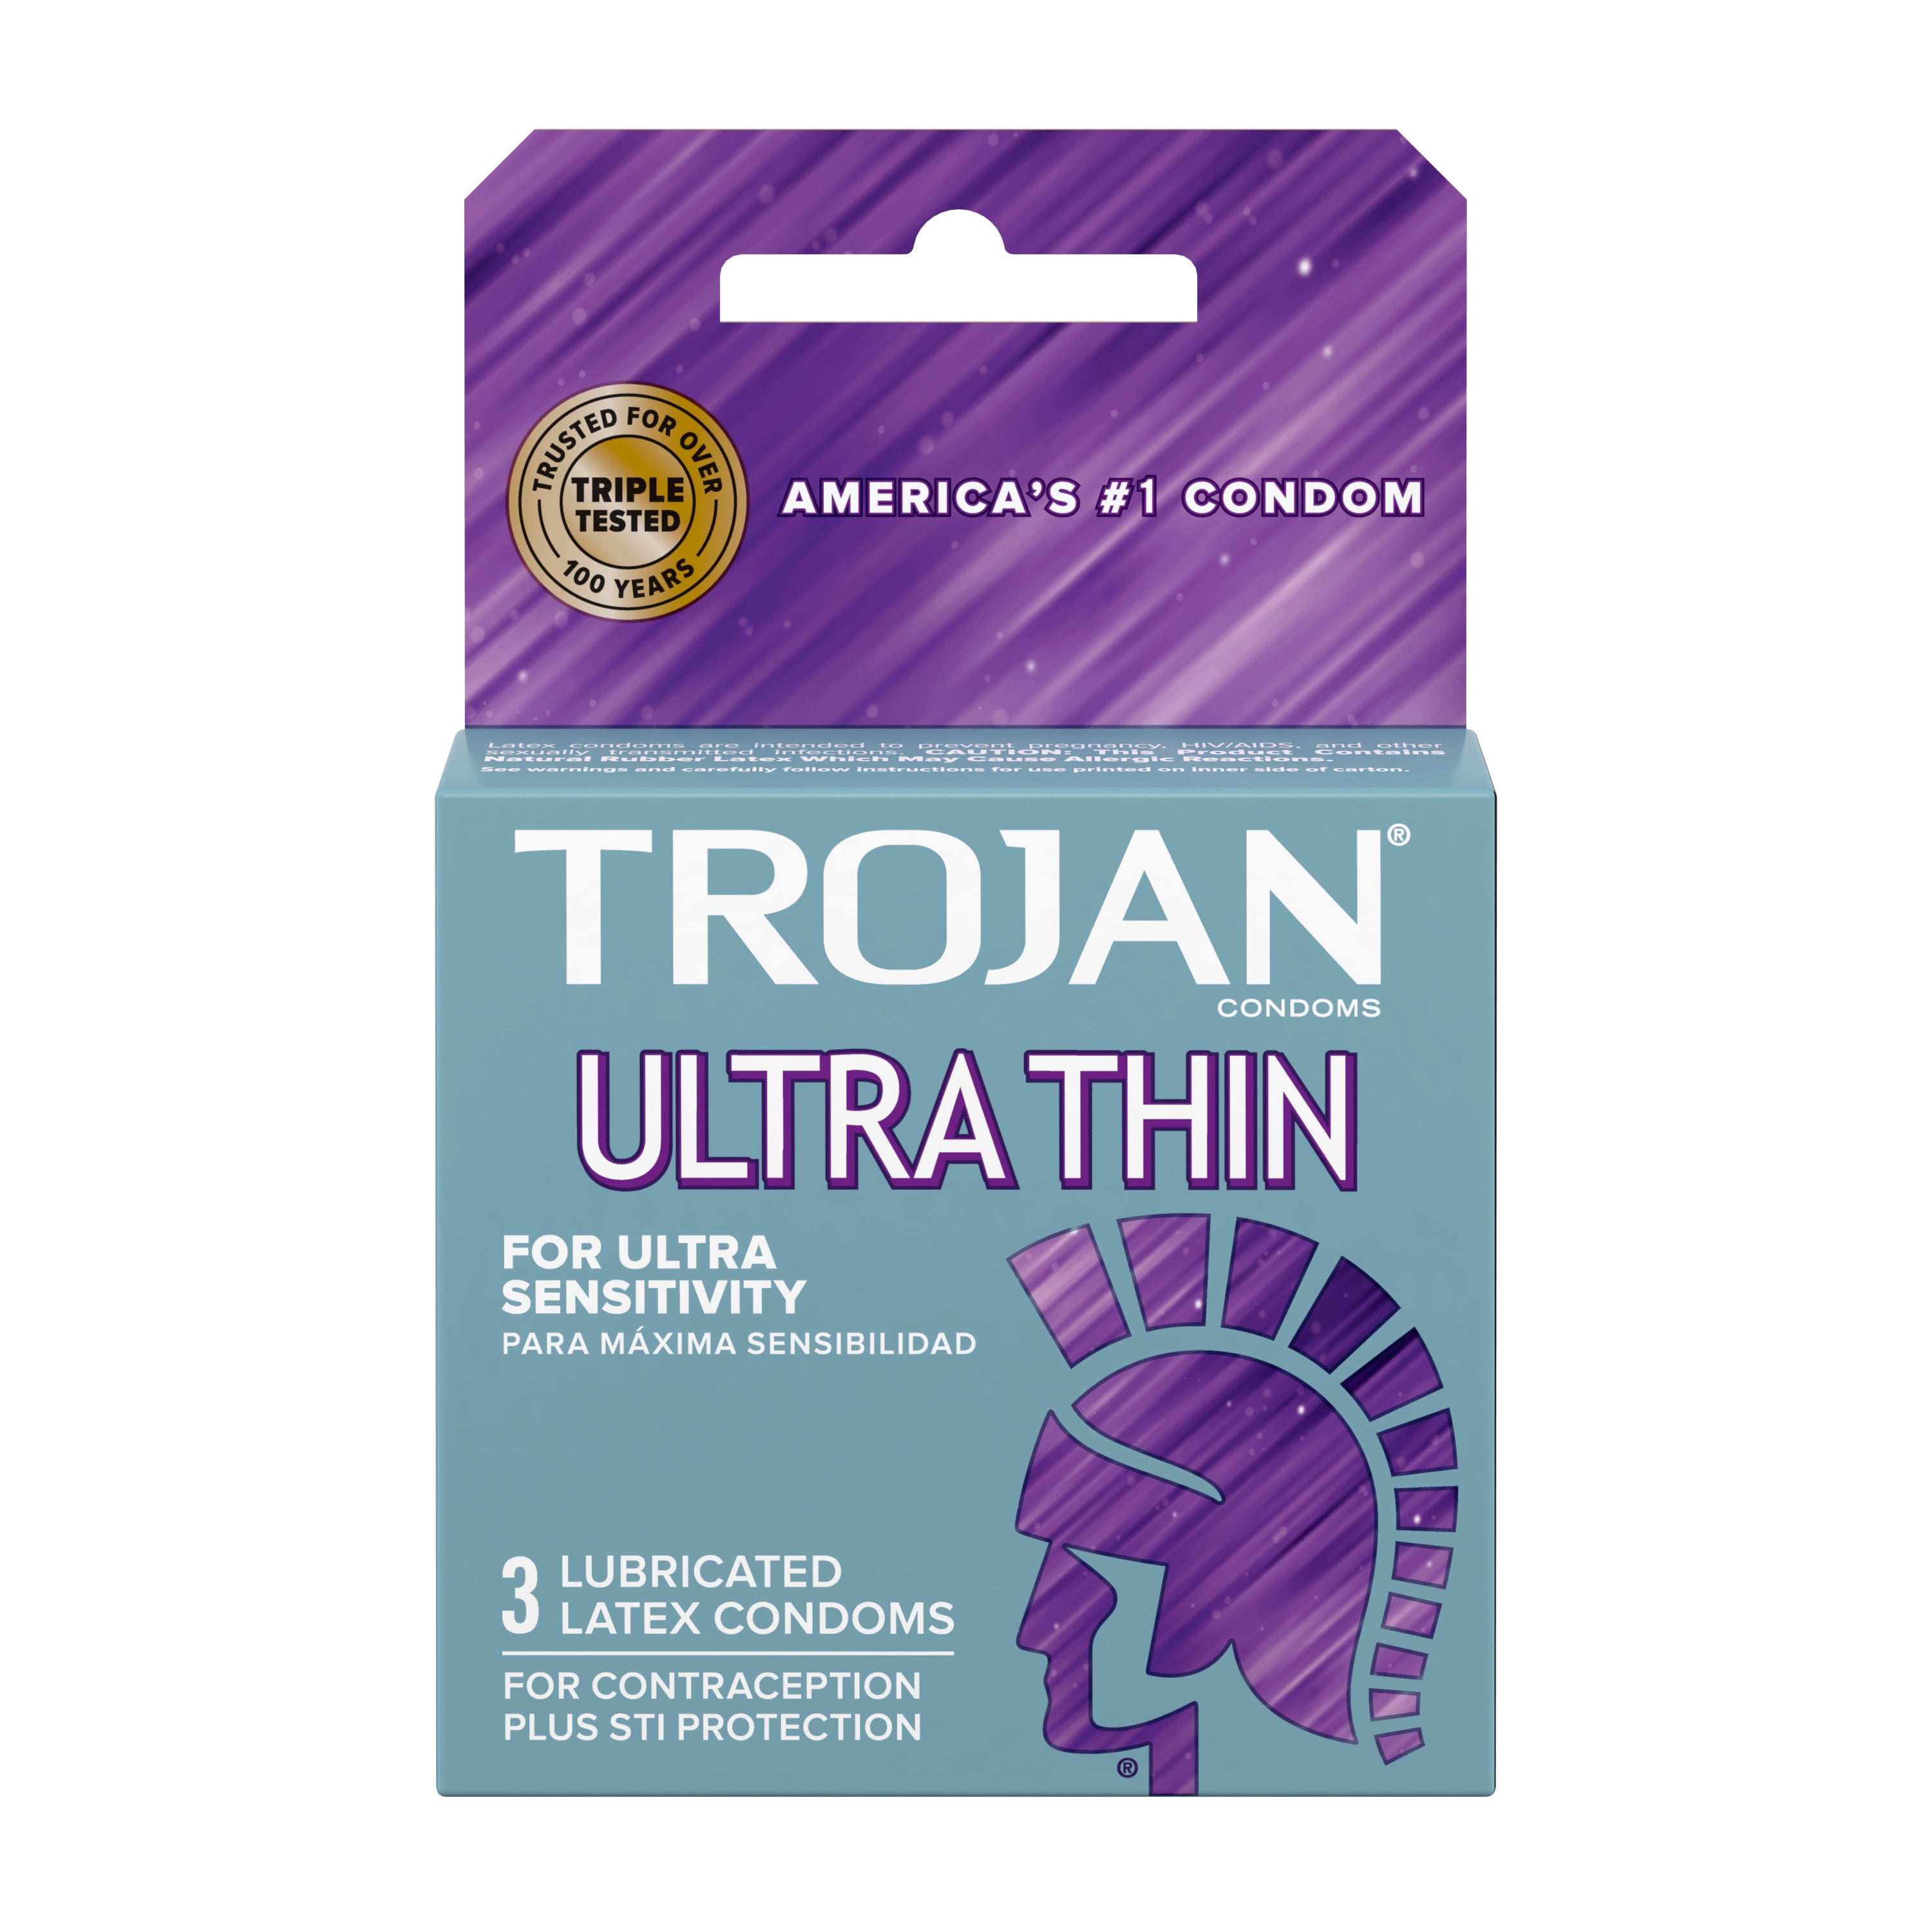 TRUSTED FOR OVER
TRIPLE
TESTED
100 YEARS
AMERICA'S #1 CONDOM
Latex condoms are intended to prevent pregnancy, HIV/AIDS, and other
sexually transmitted infections. CAUTION: This Product Contains
Natural Rubber Latex Which May Cause Allergic Reactions.
See warnings and carefully follow instructions for use printed on inner side of carton.
TROJAN®
CONDOMS
ULTRA THIN
FOR ULTRA
SENSITIVITY
PARA MÁXIMA SENSIBILIDAD
3 LUBRICATED
LATEX CONDOMS
FOR CONTRACEPTION
PLUS STI PROTECTION
®